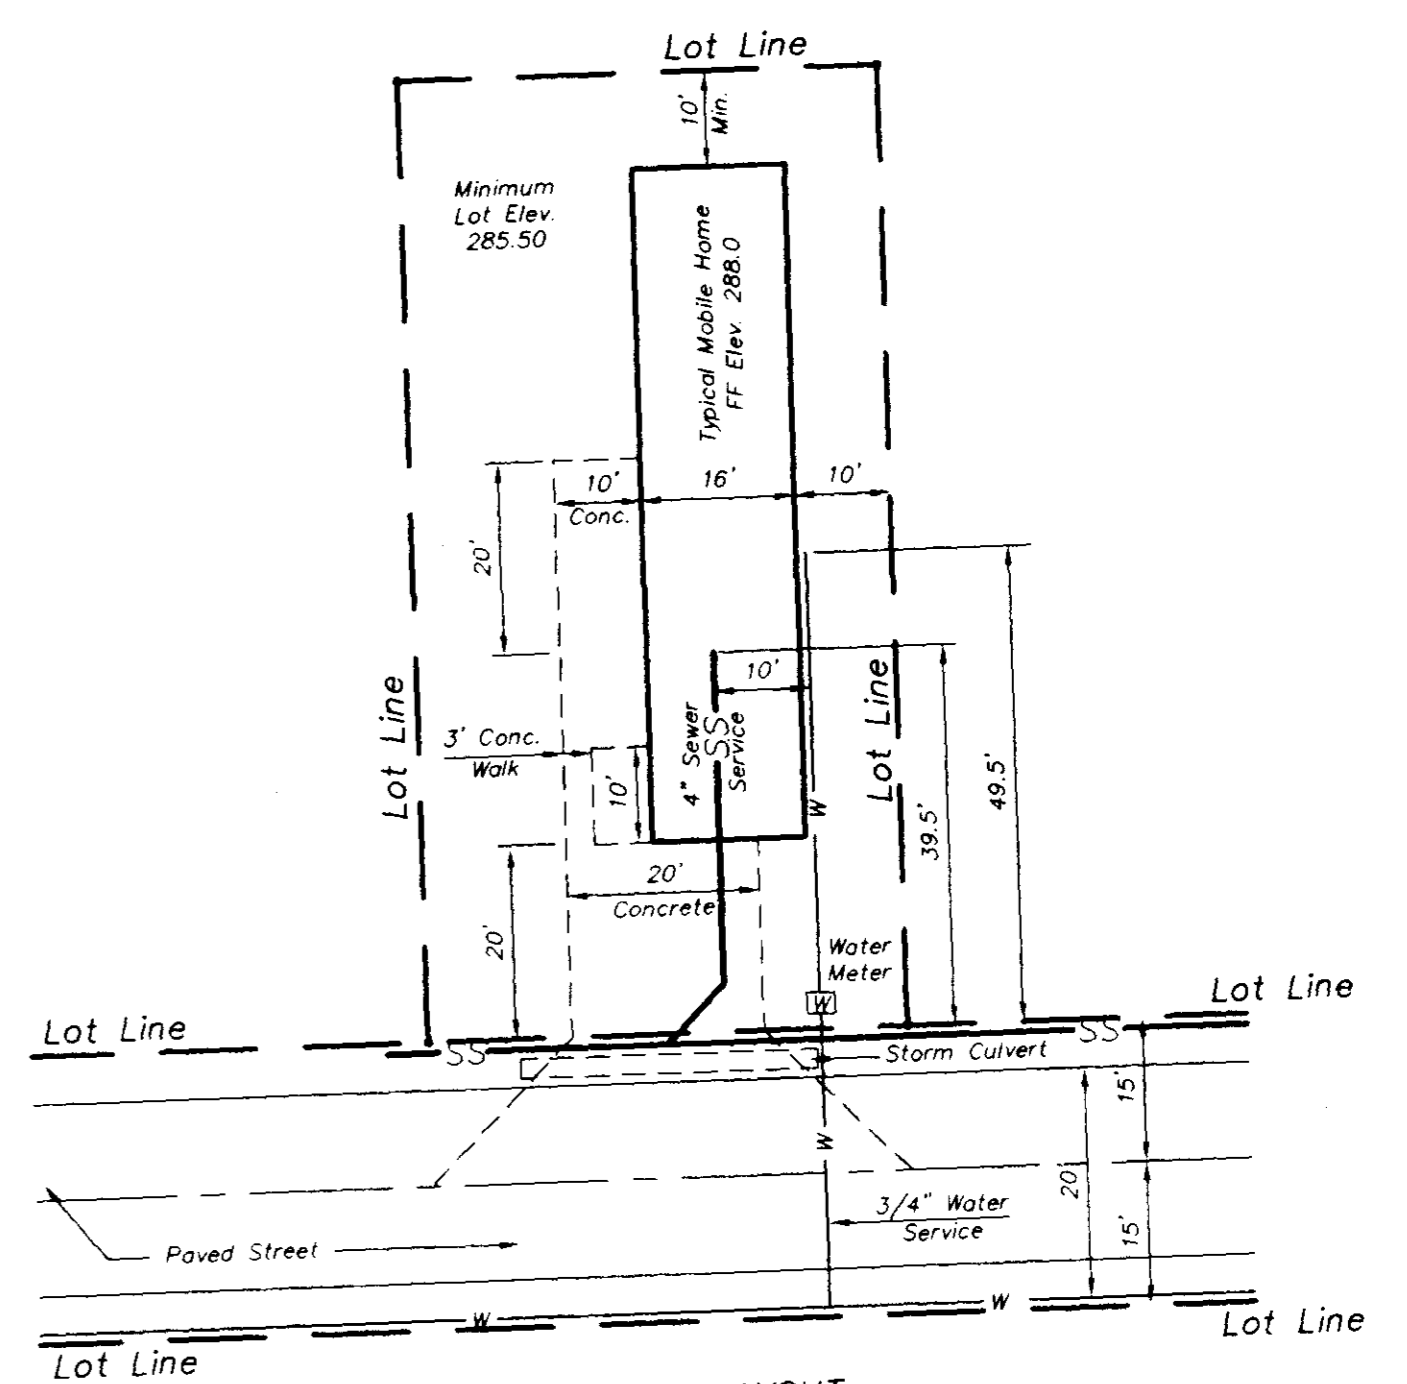 Lot Line
10'
Min.
Minimum
Lot Elev.
285.50
Typical Mobile Home
FF Elev. 288.0
10'
Conc.
16'
10'
20'
Lot Line
3' Conc.
Walk
10'
4" Sewer
SS
Service
10'
W
Lot Line
39.5'
49.5'
20'
Concrete
20'
Water
Meter
W
Lot Line
Lot Line
SS
SS
Storm Culvert
15'
W
20'
3/4" Water
Service
15'
Paved Street
W
W
Lot Line
Lot Line